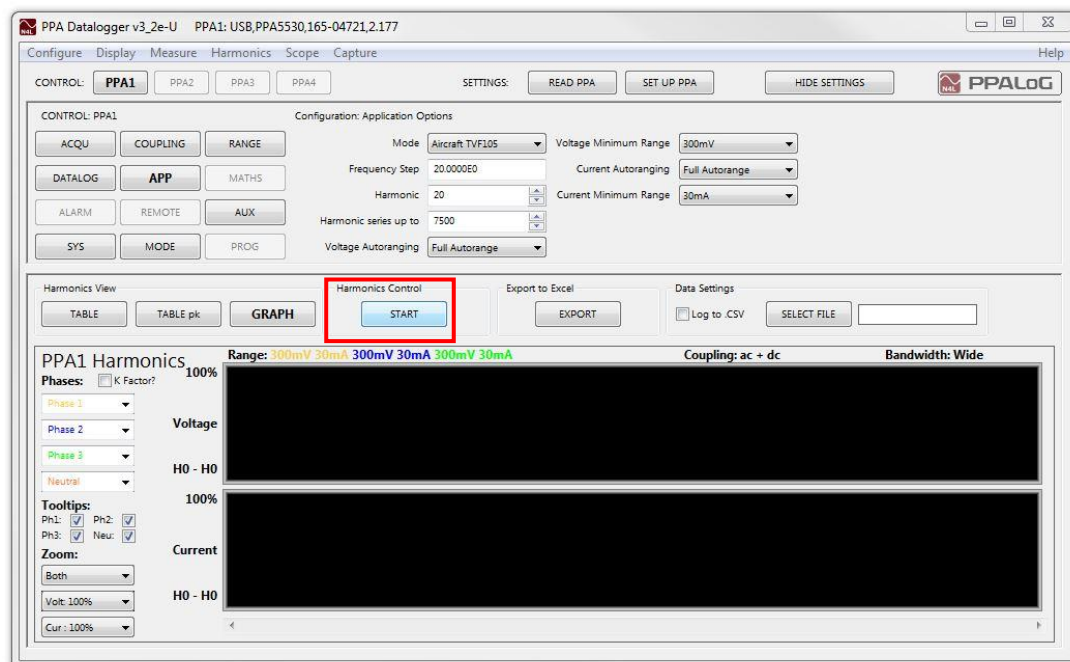 N4L PPA Datalogger v3_2e-U PPA1: USB,PPA5530,165-04721,2.177
Configure Display Measure Harmonics Scope Capture Help
CONTROL: PPA1 PPA2 PPA3 PPA4 SETTINGS: READ PPA SET UP PPA HIDE SETTINGS N4L PPALoG
CONTROL: PPA1 Configuration: Application Options
ACQU COUPLING RANGE Mode Aircraft TVF105 Voltage Minimum Range 300mV
DATALOG APP MATHS Frequency Step 20.0000E0 Current Autoranging Full Autorange
Harmonic 20 Current Minimum Range 30mA
ALARM REMOTE AUX Harmonic series up to 7500
SYS MODE PROG Voltage Autoranging Full Autorange
Harmonics View Harmonics Control Export to Excel Data Settings
TABLE TABLE pk GRAPH START EXPORT Log to .CSV SELECT FILE
PPA1 Harmonics Range: 300mV 30mA 300mV 30mA 300mV 30mA Coupling: ac + dc Bandwidth: Wide
100%
Phases: K Factor?
Phase 1
Phase 2 Voltage
Phase 3
H0 - H0
Neutral
100%
Tooltips:
Ph1: Ph2:
Ph3: Neu:
Zoom: Current
Both
Volt: 100% H0 - H0
Cur : 100%